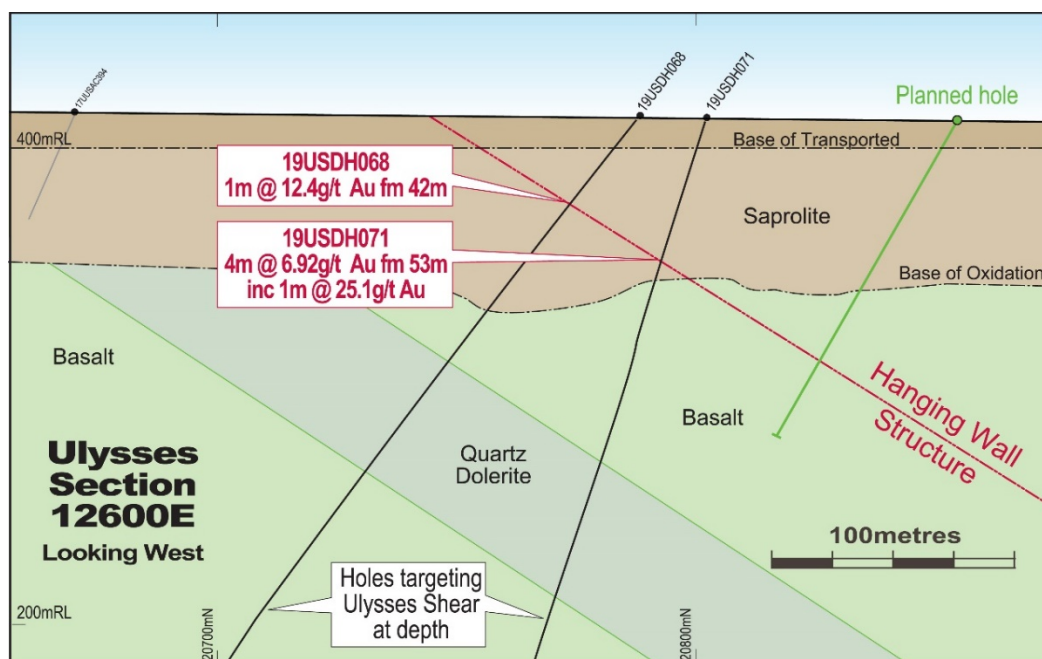 17UUSAC394
19USDH068
19USDH071
Planned hole
400mRL
Base of Transported
19USDH068
1m @ 12.4g/t Au fm 42m
Saprolite
19USDH071
4m @ 6.92g/t Au fm 53m
inc 1m @ 25.1g/t Au
Base of Oxidation
Basalt
Basalt
Hanging Wall
Structure
Quartz
Dolerite
Ulysses
Section
12600E
Looking West
100metres
Holes targeting
Ulysses Shear
at depth
200mRL
20700mN
20800mN